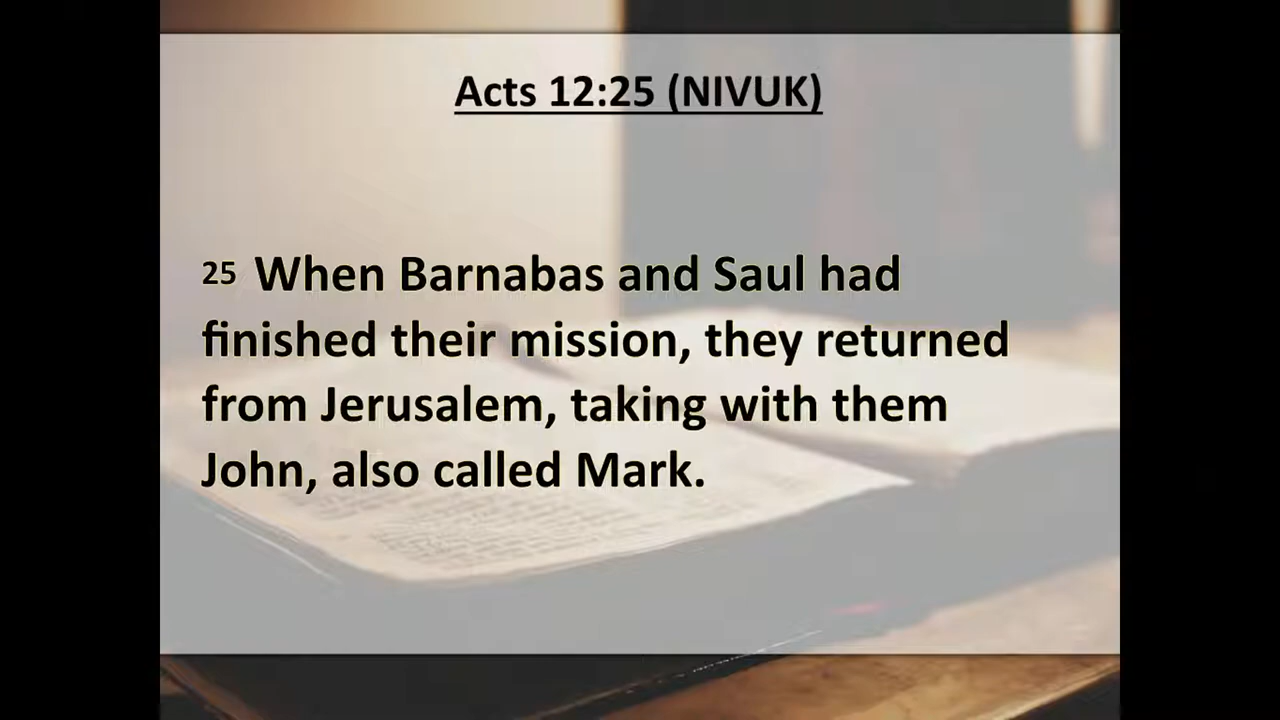 Acts 12:25 (NIVUK)
25 When Barnabas and Saul had
finished their mission, they returned
from Jerusalem, taking with them
John, also called Mark.